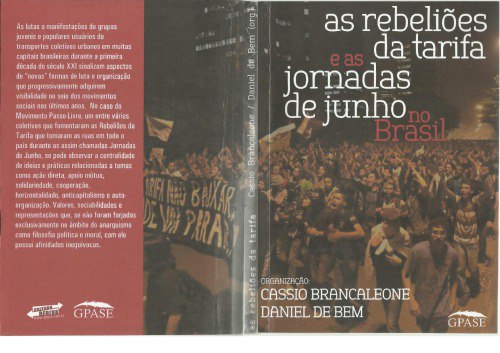 As lutas e manifestações de grupos
juvenis e populares usuários de
transportes coletivos urbanos em muitas
capitais brasileiras durante a primeira
década do século XXI sinalizam aspectos
de "novas" formas de luta e organização
que progressivamente adquirem
visibilidade no seio dos movimentos
sociais nos últimos anos. No caso do
Movimento Passe-Livre, um entre vários
coletivos que fomentaram as Rebeliões da
Tarifa que tomaram as ruas em todo o
país durante as assim chamadas Jornadas
de Junho, se pode observar a centralidade
de ideias e práticas relacionadas a temas
como ação direta, apoio mútuo,
solidariedade, cooperação,
horizontalidade, anticapitalismo e auto-
organização. Valores, sociabilidades e
representações que, se não foram forjados
exclusivamente no âmbito do anarquismo
como filosofia política e moral, com ele
possui afinidades inequívocas.
GPASE
as rebeliões da tarifa / Cassio Brancaleone / Daniel de Bem (org)
as rebeliões
da tarifa
e as
jornadas
de junho
no
Brasil
TARIFA NÃO BAIXAR,
PARAR
ORGANIZAÇÃO:
CASSIO BRANCALEONE
DANIEL DE BEM
GPASE